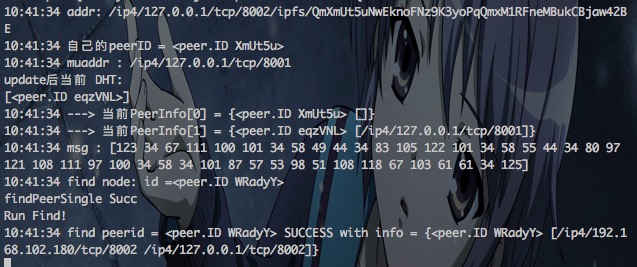 10:41:34 addr: /ip4/127.0.0.1/tcp/8002/ipfs/QmXmUt5uNwEknoFNz9K3yoPqQmxM1RFneMBukCBjaw42B
E
10:41:34 自己的peerID = <peer.ID XmUt5u>
10:41:34 muaddr : /ip4/127.0.0.1/tcp/8001
update后当前 DHT:
[<peer.ID eqzVNL>]
10:41:34 ---> 当前PeerInfo[0] = {<peer.ID XmUt5u> []}
10:41:34 ---> 当前PeerInfo[1] = {<peer.ID eqzVNL> [/ip4/127.0.0.1/tcp/8001]}
10:41:34 msg : [123 34 67 111 100 101 34 58 49 44 34 83 105 122 101 34 58 55 44 34 80 97
121 108 111 97 100 34 58 34 101 87 57 53 98 51 108 118 67 103 61 61 34 125]
10:41:34 find node: id =<peer.ID WRadyY>
findPeerSingle Succ
Run Find!
10:41:34 find peerid = <peer.ID WRadyY> SUCCESS with info = {<peer.ID WRadyY> [/ip4/192.1
68.102.180/tcp/8002 /ip4/127.0.0.1/tcp/8002]}